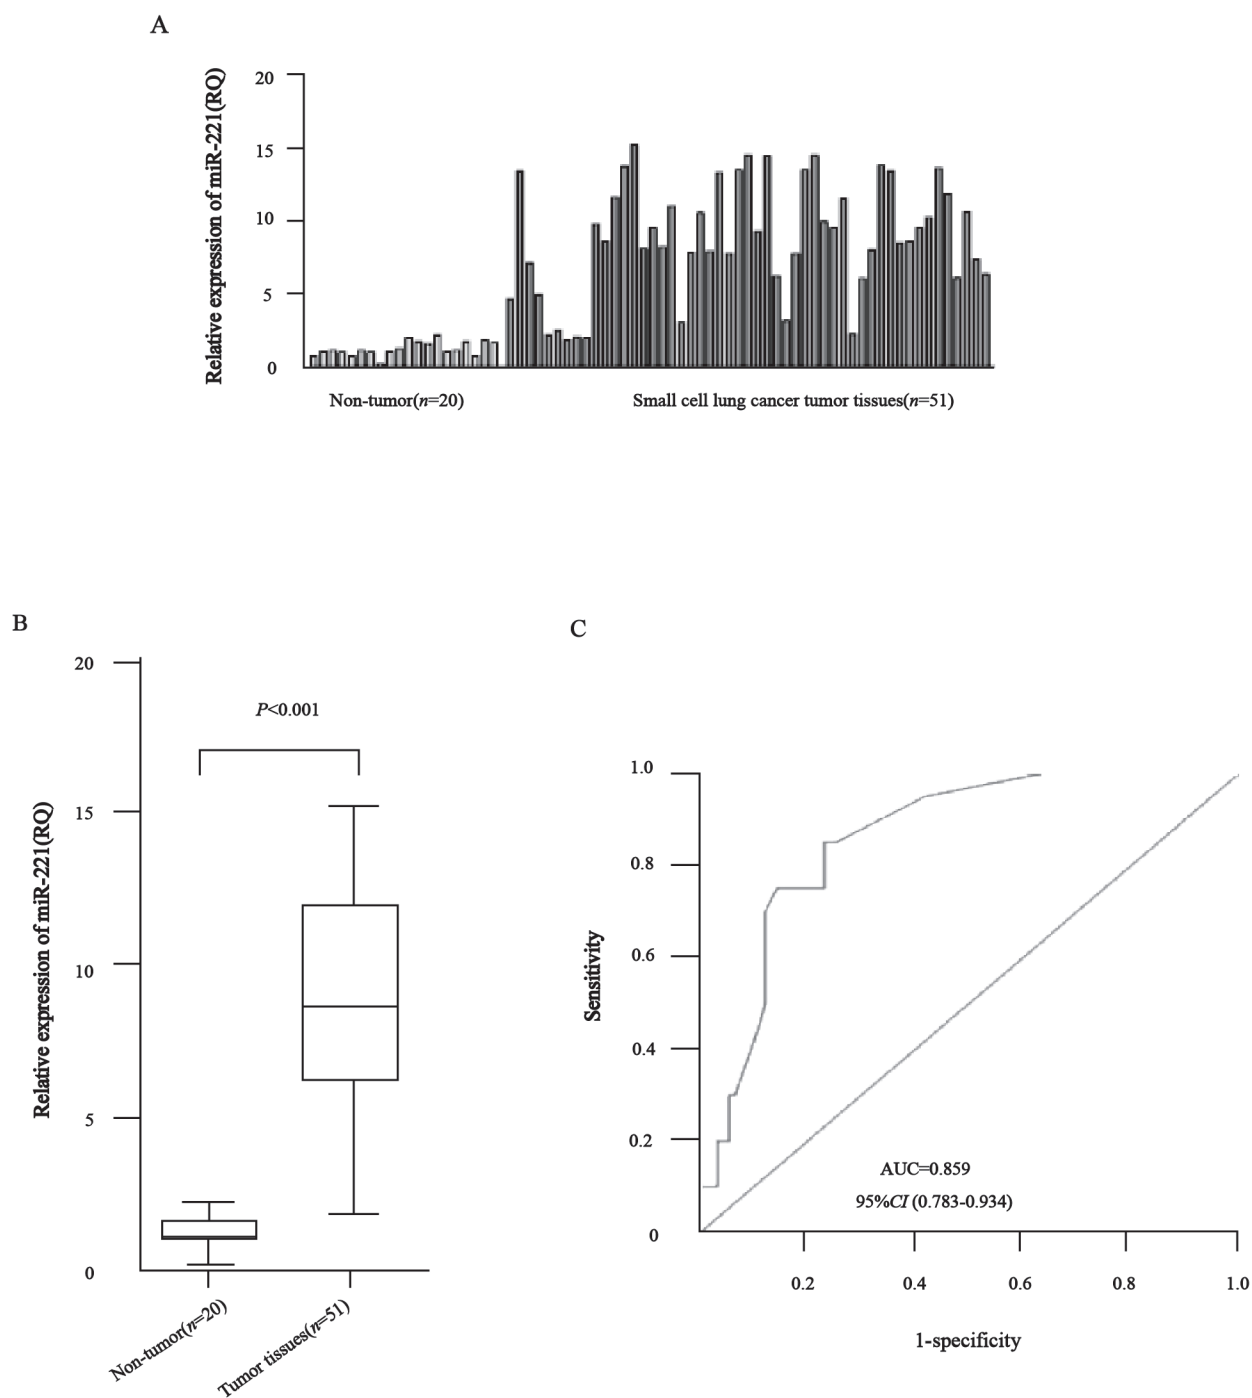 A
Relative expression of miR-221(RQ)
20
15
10
5
0
Non-tumor(n=20)
Small cell lung cancer tumor tissues(n=51)
B
Relative expression of miR-221(RQ)
20
15
10
5
0
P<0.001
Non-tumor(n=20)
Tumor tissues(n=51)
C
Sensitivity
1.0
0.8
0.6
0.4
0.2
0
AUC=0.859
95%CI (0.783-0.934)
0.2
0.4
0.6
0.8
1.0
1-specificity